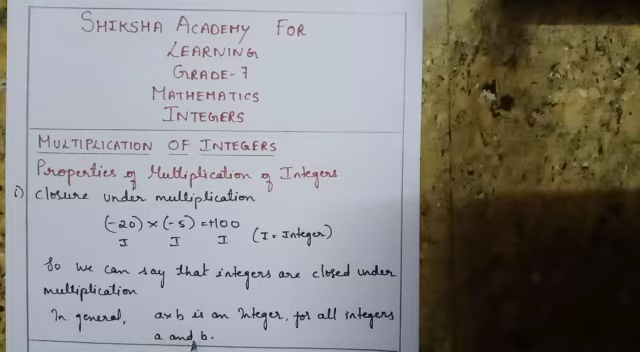 SHIKSHA ACADEMY FOR
LEARNING
GRADE-7
MATHEMATICS
INTEGERS
MULTIPLICATION OF INTEGERS
Properties of Multiplication of Integers
i) Closure under multiplication
(-20) × (-5) = +100
I I I (I = Integer)
So we can say that integers are closed under
multiplication
In general, a×b is an Integer, for all integers
a and b.